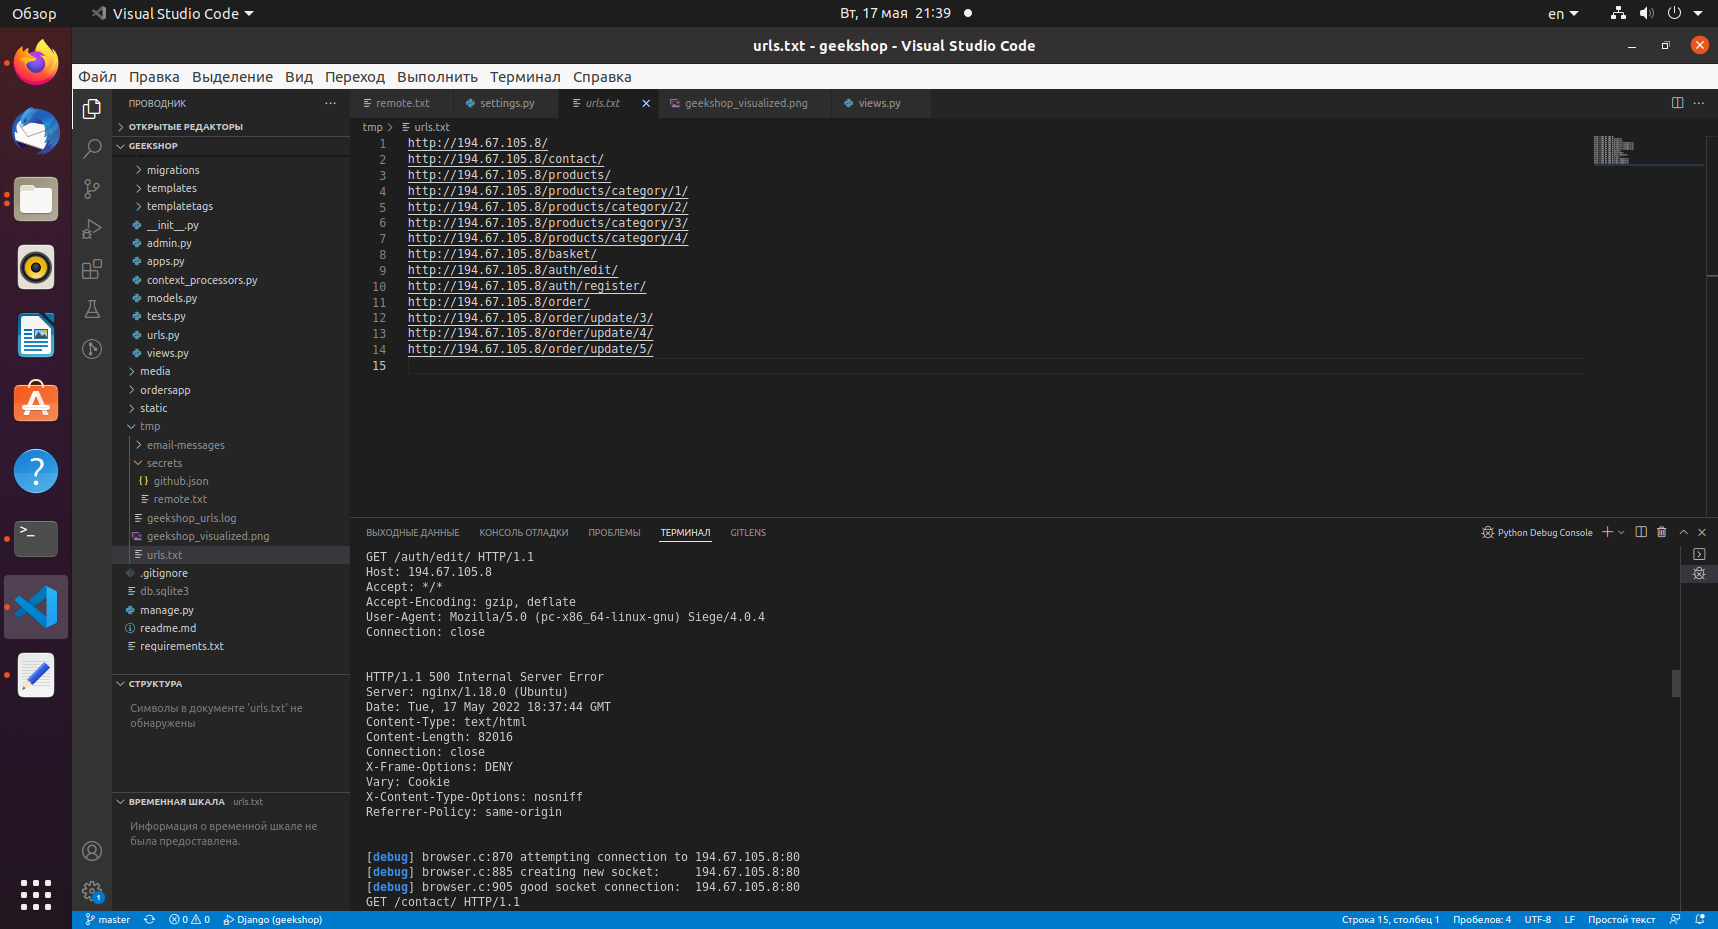 Обзор
Visual Studio Code
Вт, 17 мая 21:39
en
urls.txt - geekshop - Visual Studio Code
Файл Правка Выделение Вид Переход Выполнить Терминал Справка
ПРОВОДНИК
ОТКРЫТЫЕ РЕДАКТОРЫ
GEEKSHOP
migrations
templates
templatetags
__init__.py
admin.py
apps.py
context_processors.py
models.py
tests.py
urls.py
views.py
media
ordersapp
static
tmp
email-messages
secrets
github.json
remote.txt
geekshop_urls.log
geekshop_visualized.png
urls.txt
.gitignore
db.sqlite3
manage.py
readme.md
requirements.txt
СТРУКТУРА
Символы в документе 'urls.txt' не
обнаружены
ВРЕМЕННАЯ ШКАЛА urls.txt
Информация о временной шкале не
была предоставлена.
remote.txt settings.py urls.txt geekshop_visualized.png views.py
tmp urls.txt
1 http://194.67.105.8/
2 http://194.67.105.8/contact/
3 http://194.67.105.8/products/
4 http://194.67.105.8/products/category/1/
5 http://194.67.105.8/products/category/2/
6 http://194.67.105.8/products/category/3/
7 http://194.67.105.8/products/category/4/
8 http://194.67.105.8/basket/
9 http://194.67.105.8/auth/edit/
10 http://194.67.105.8/auth/register/
11 http://194.67.105.8/order/
12 http://194.67.105.8/order/update/3/
13 http://194.67.105.8/order/update/4/
14 http://194.67.105.8/order/update/5/
15
ВЫХОДНЫЕ ДАННЫЕ КОНСОЛЬ ОТЛАДКИ ПРОБЛЕМЫ ТЕРМИНАЛ GITLENS
Python Debug Console
GET /auth/edit/ HTTP/1.1
Host: 194.67.105.8
Accept: */*
Accept-Encoding: gzip, deflate
User-Agent: Mozilla/5.0 (pc-x86_64-linux-gnu) Siege/4.0.4
Connection: close
HTTP/1.1 500 Internal Server Error
Server: nginx/1.18.0 (Ubuntu)
Date: Tue, 17 May 2022 18:37:44 GMT
Content-Type: text/html
Content-Length: 82016
Connection: close
X-Frame-Options: DENY
Vary: Cookie
X-Content-Type-Options: nosniff
Referrer-Policy: same-origin
[debug] browser.c:870 attempting connection to 194.67.105.8:80
[debug] browser.c:885 creating new socket: 194.67.105.8:80
[debug] browser.c:905 good socket connection: 194.67.105.8:80
GET /contact/ HTTP/1.1
1
master 0 0 Django (geekshop)
Строка 15, столбец 1 Пробелов: 4 UTF-8 LF Простой текст